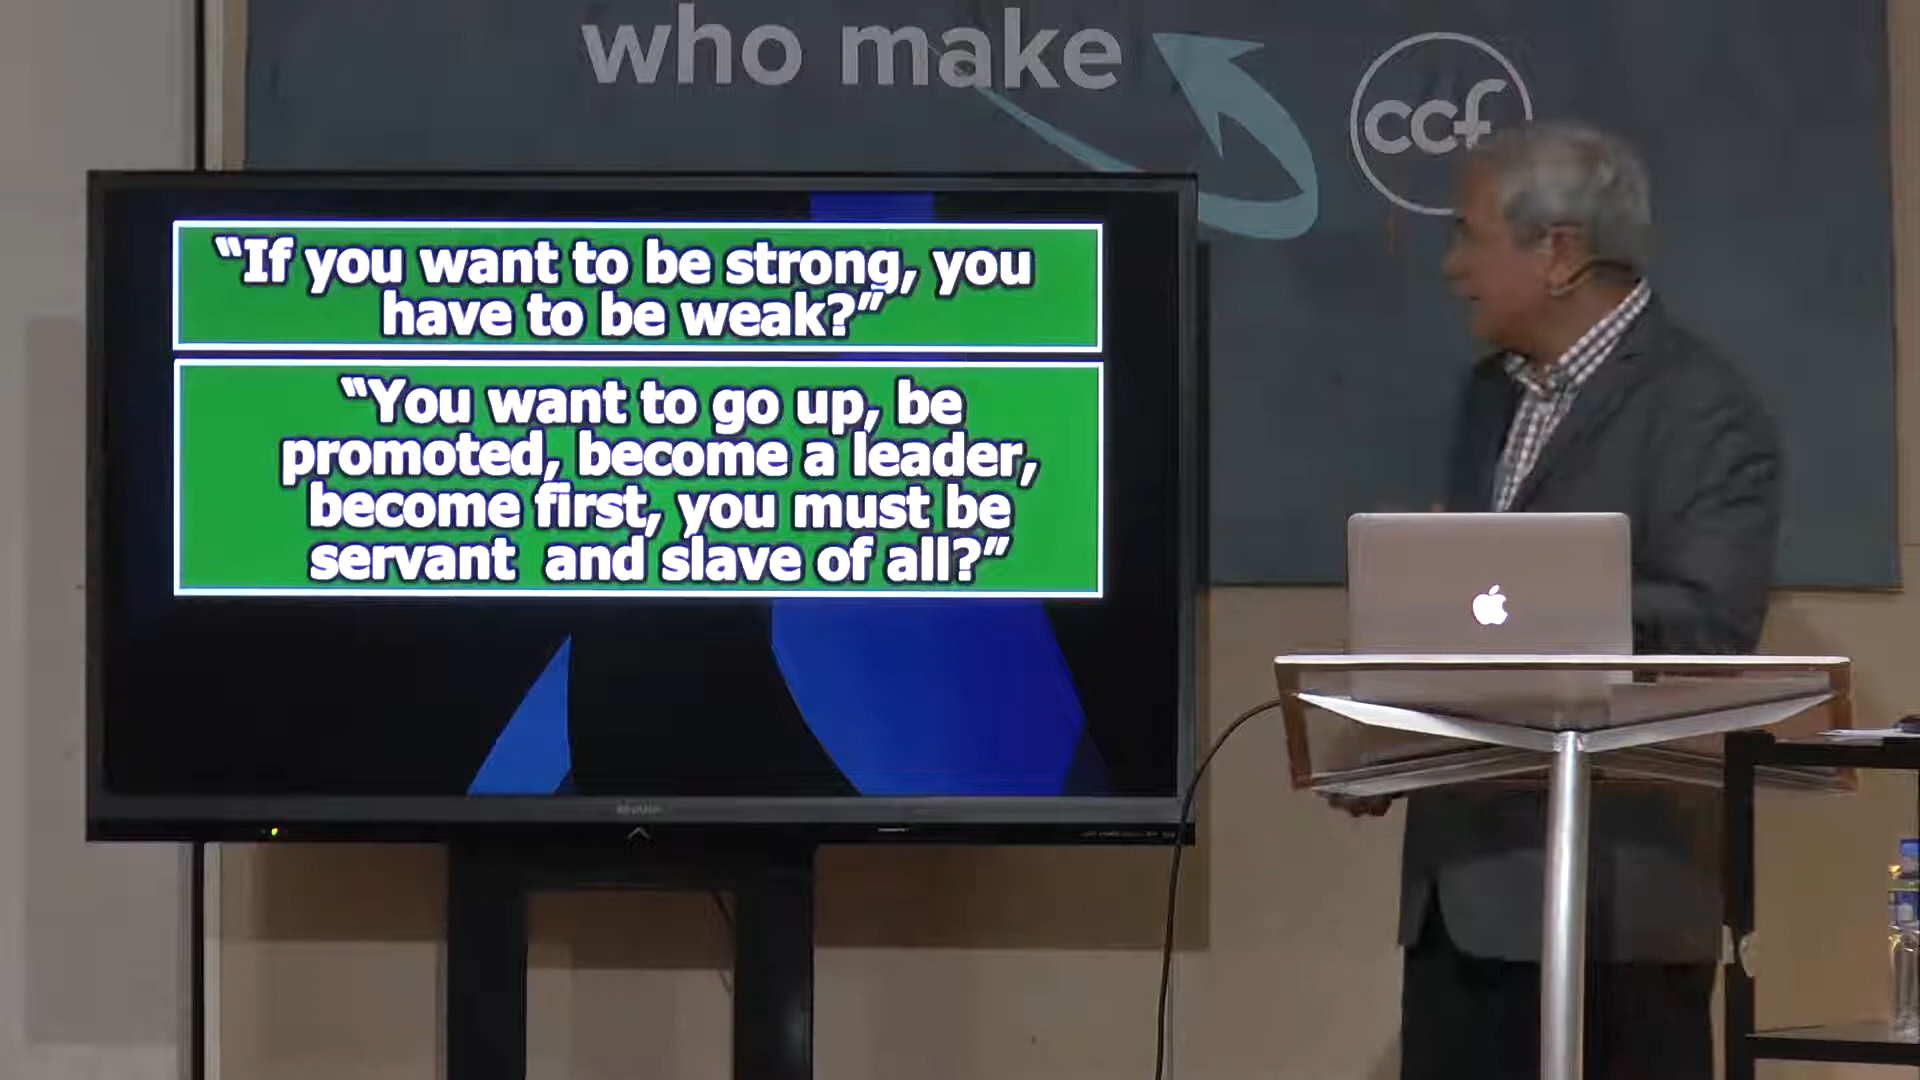 who make
ccf
“If you want to be strong, you
have to be weak?”
“You want to go up, be
promoted, become a leader,
become first, you must be
servant and slave of all?”
SHARP